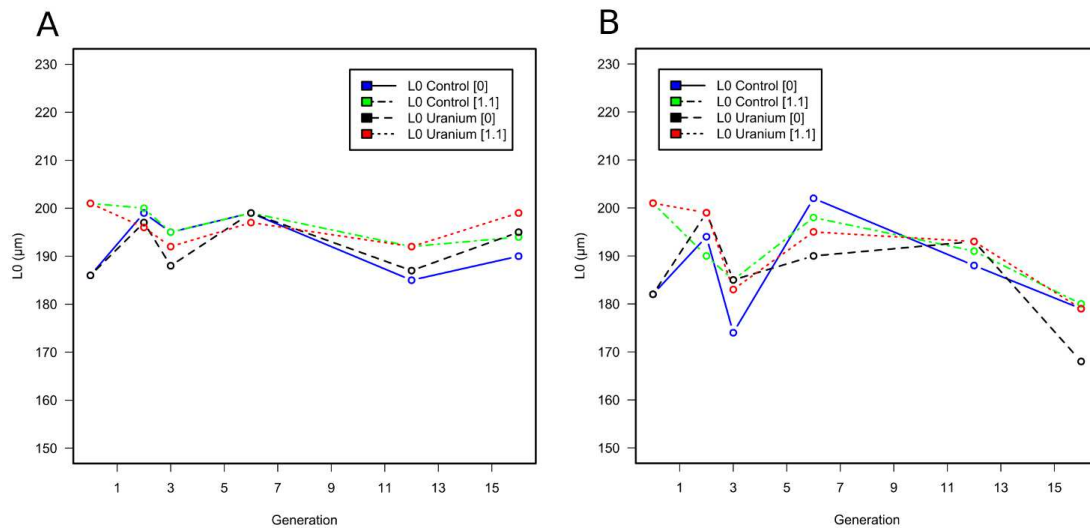 A
230
220
210
200
190
180
170
160
150
L0 (µm)
L0 Control [0]
L0 Control [1.1]
L0 Uranium [0]
L0 Uranium [1.1]
1 3 5 7 9 11 13 15
Generation
B
230
220
210
200
190
180
170
160
150
L0 (µm)
L0 Control [0]
L0 Control [1.1]
L0 Uranium [0]
L0 Uranium [1.1]
1 3 5 7 9 11 13 15
Generation